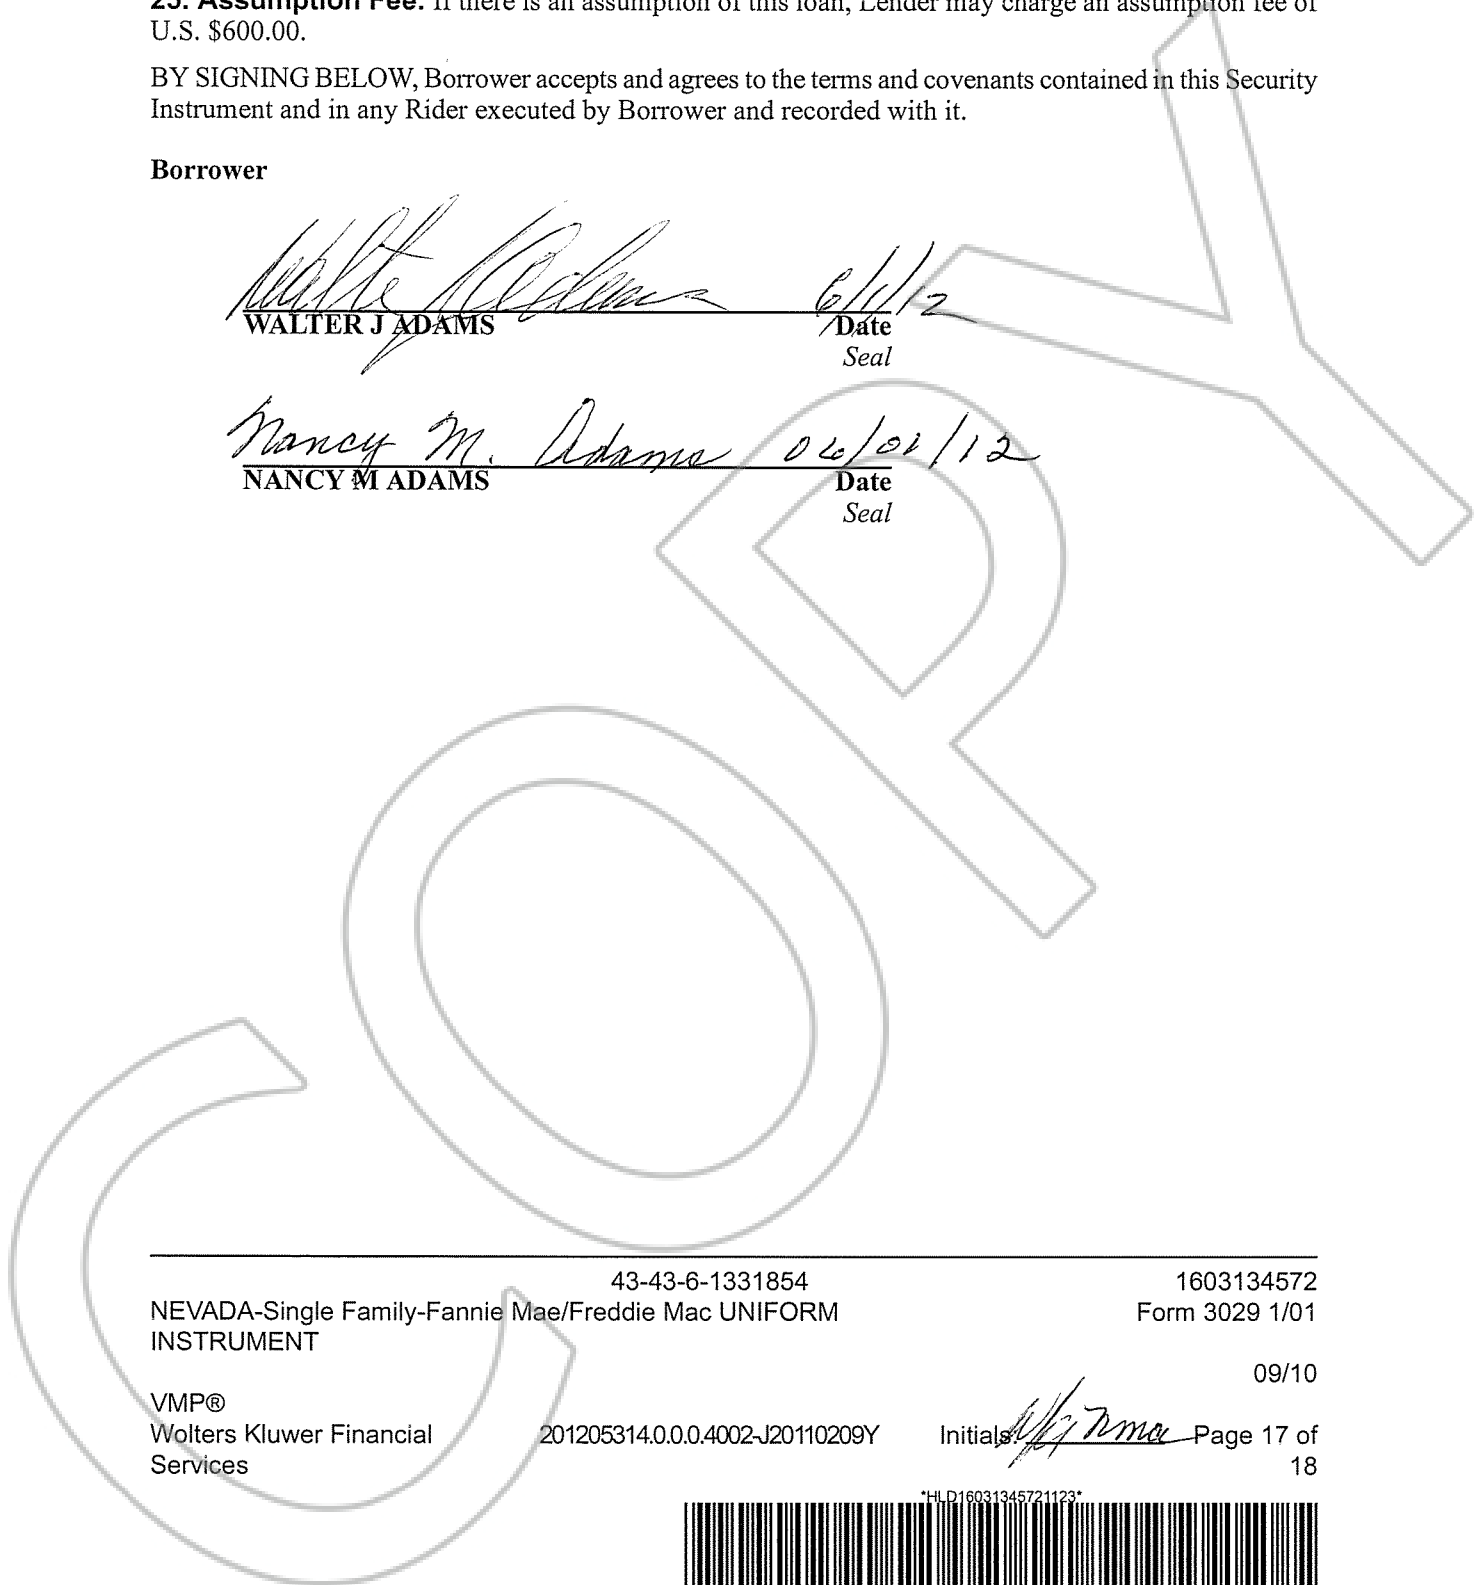 25. Assumption Fee. If there is an assumption of this loan, Lender may charge an assumption fee of
U.S. $600.00.
BY SIGNING BELOW, Borrower accepts and agrees to the terms and covenants contained in this Security
Instrument and in any Rider executed by Borrower and recorded with it.
Borrower
Walter J Adams 6/1/12
WALTER J ADAMS Date
Seal
Nancy M. Adams 06/01/12
NANCY M ADAMS Date
Seal
COPY
43-43-6-1331854 1603134572
NEVADA-Single Family-Fannie Mae/Freddie Mac UNIFORM Form 3029 1/01
INSTRUMENT
09/10
VMP®
Wolters Kluwer Financial 201205314.0.0.0.4002-J20110209Y Initials: WJA NMA Page 17 of
Services 18
*HLD16031345721123*